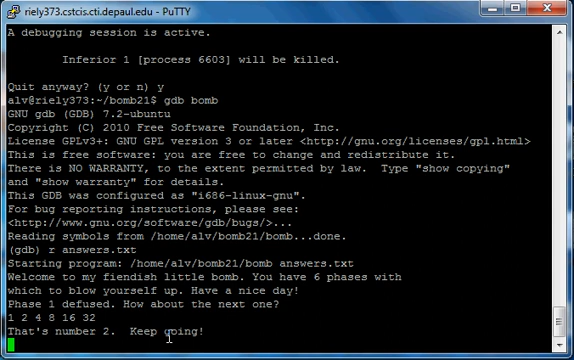 riely373.cstcis.cti.depaul.edu - PuTTY
A debugging session is active.
Inferior 1 [process 6603] will be killed.
Quit anyway? (y or n) y
alv@riely373:~/bomb21$ gdb bomb
GNU gdb (GDB) 7.2-ubuntu
Copyright (C) 2010 Free Software Foundation, Inc.
License GPLv3+: GNU GPL version 3 or later <http://gnu.org/licenses/gpl.html>
This is free software: you are free to change and redistribute it.
There is NO WARRANTY, to the extent permitted by law.  Type "show copying"
and "show warranty" for details.
This GDB was configured as "i686-linux-gnu".
For bug reporting instructions, please see:
<http://www.gnu.org/software/gdb/bugs/>...
Reading symbols from /home/alv/bomb21/bomb...done.
(gdb) r answers.txt
Starting program: /home/alv/bomb21/bomb answers.txt
Welcome to my fiendish little bomb. You have 6 phases with
which to blow yourself up. Have a nice day!
Phase 1 defused. How about the next one?
1 2 4 8 16 32
That's number 2.  Keep going!